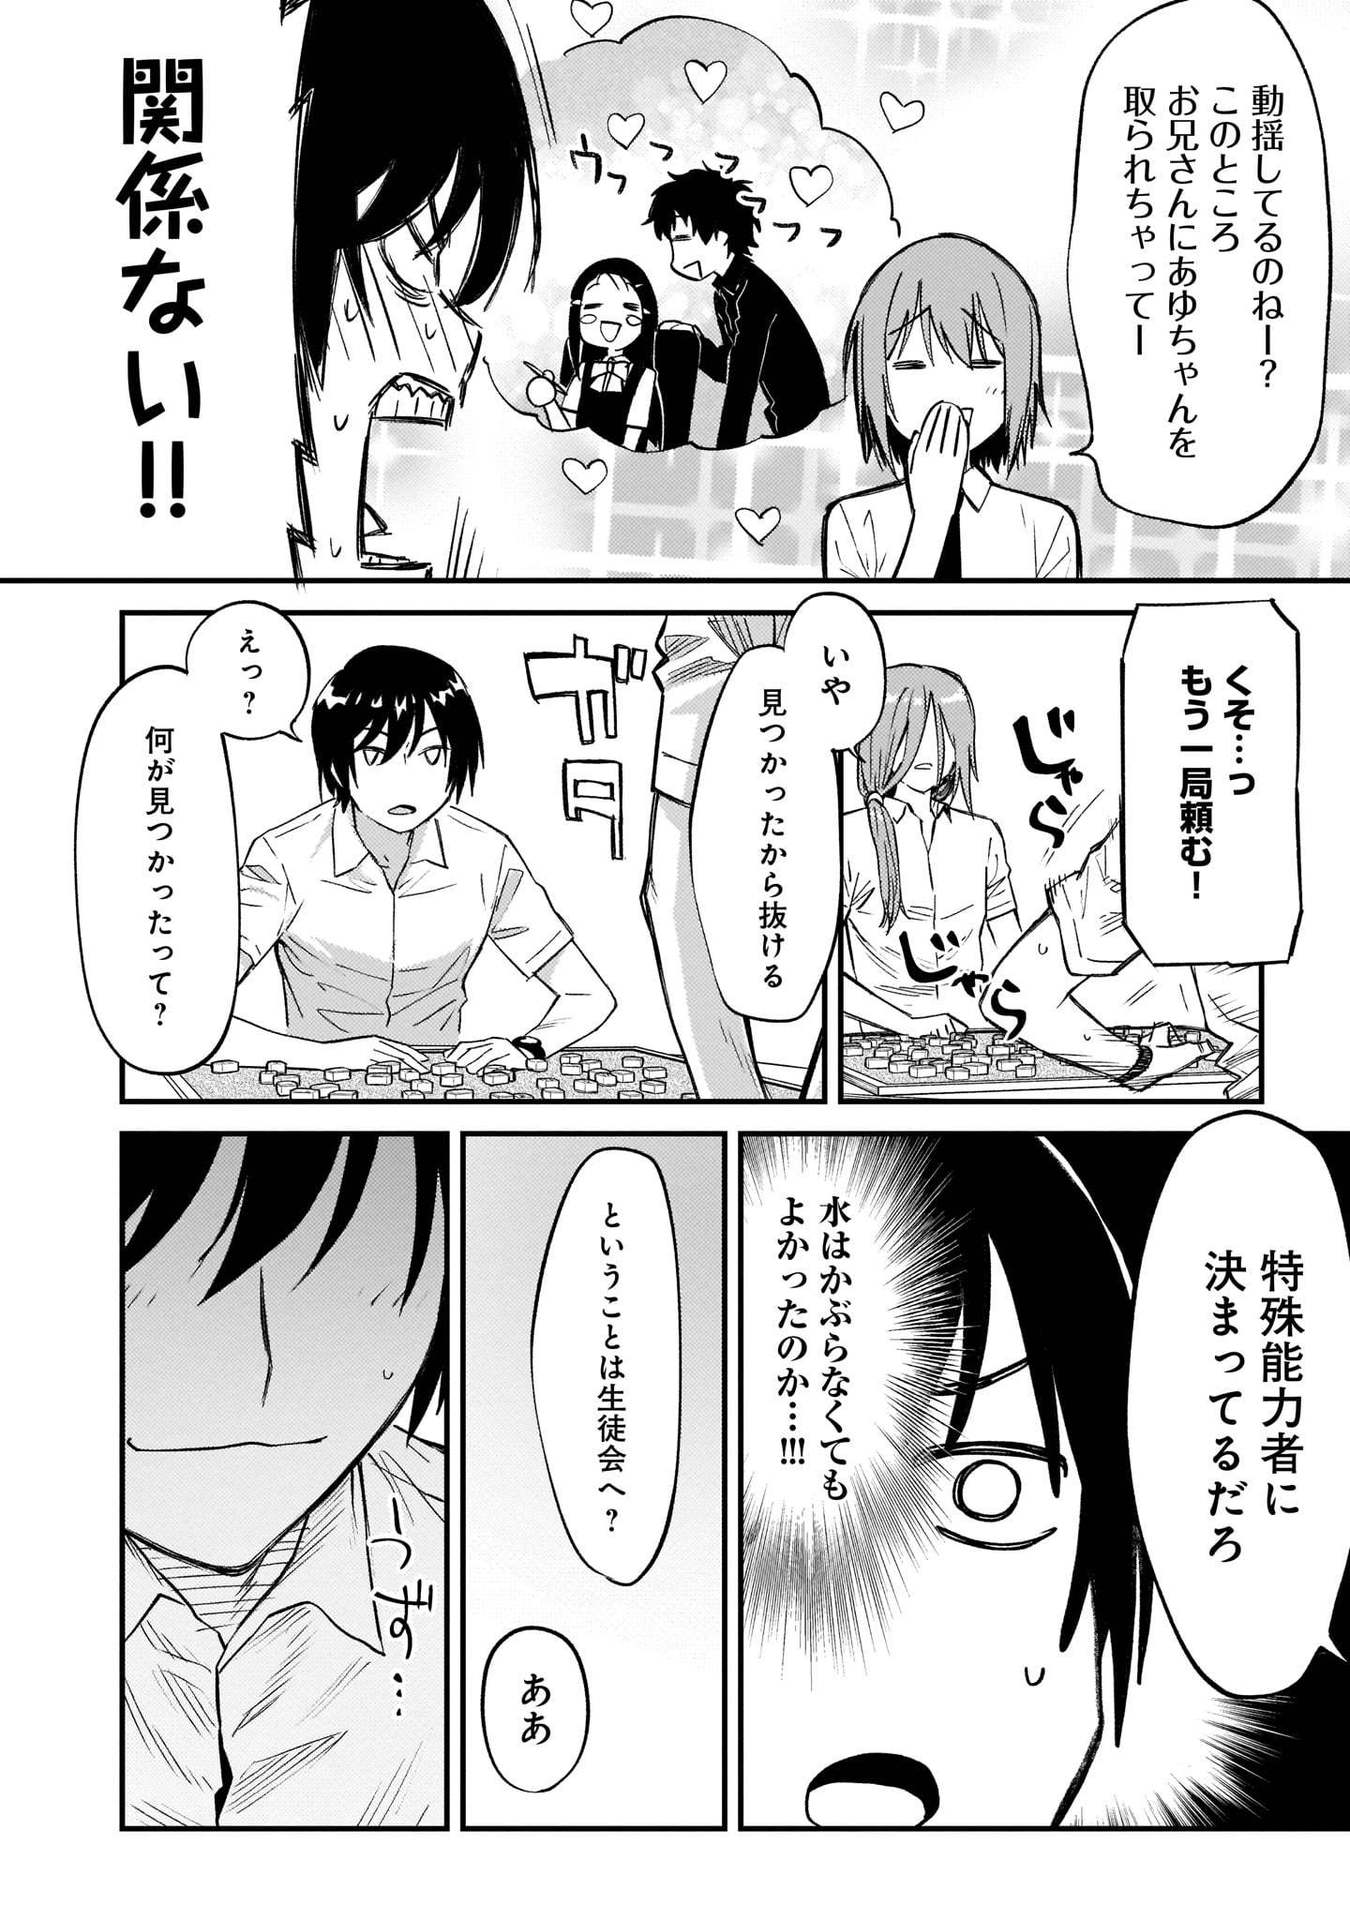 動揺してるのねー?
このところ
お兄さんにあゆちゃんを
取られちゃってー
ウフフフ
ウフフフ
関係ない!!
くそ…っ
もう一局頼む!
じゃら
じゃら
いや
見つかったから抜ける
ガタ
えっ?
何が見つかったって?
特殊能力者に
決まってるだろ
水はかぶらなくても
よかったのか…!!!
ということは生徒会へ?
ああ